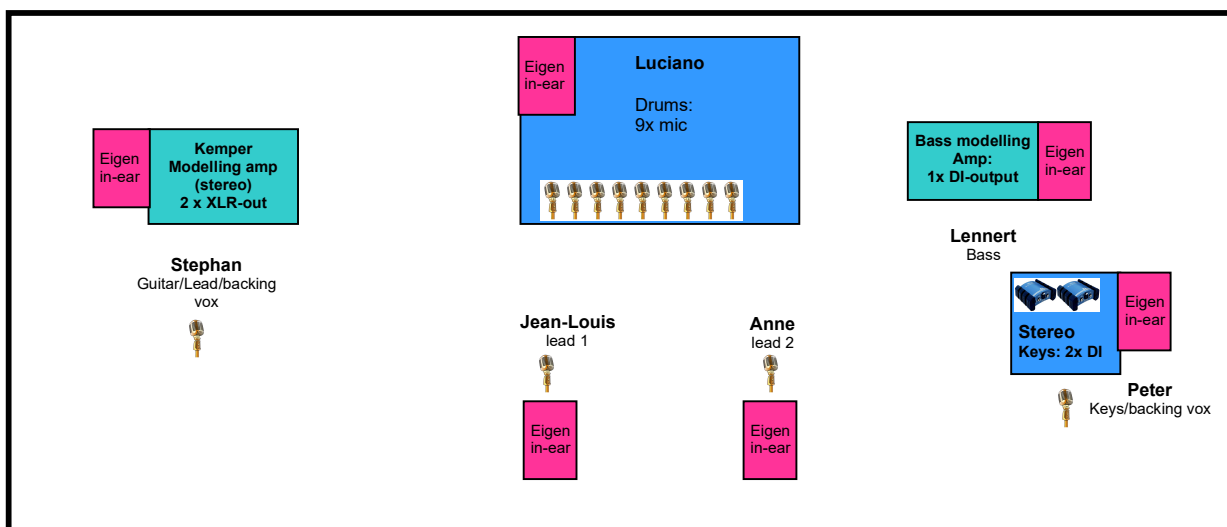 Eigen
in-ear
Luciano
Drums:
9x mic
Eigen
in-ear
Kemper
Modelling amp
(stereo)
2 x XLR-out
Bass modelling
Amp:
1x DI-output
Eigen
in-ear
Stephan
Guitar/Lead/backing
vox
Lennert
Bass
Stereo
Keys: 2x DI
Eigen
in-ear
Jean-Louis
lead 1
Anne
lead 2
Peter
Keys/backing vox
Eigen
in-ear
Eigen
in-ear